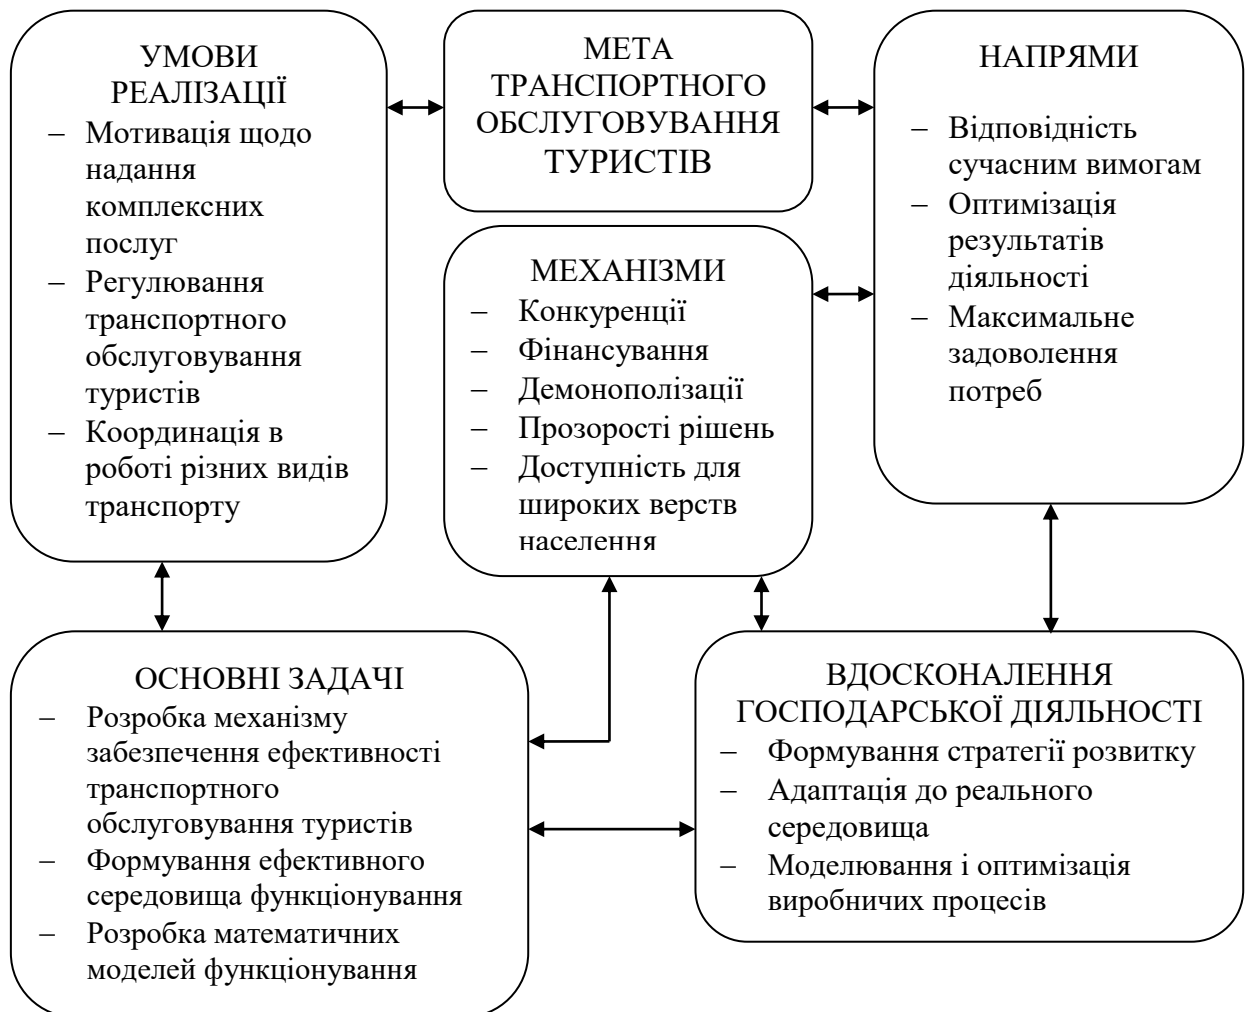 УМОВИ
РЕАЛІЗАЦІЇ
– Мотивація щодо
надання
комплексних
послуг
– Регулювання
транспортного
обслуговування
туристів
– Координація в
роботі різних видів
транспорту
МЕТА
ТРАНСПОРТНОГО
ОБСЛУГОВУВАННЯ
ТУРИСТІВ
НАПРЯМИ
– Відповідність
сучасним вимогам
– Оптимізація
результатів
діяльності
– Максимальне
задоволення
потреб
МЕХАНІЗМИ
– Конкуренції
– Фінансування
– Демонополізації
– Прозорості рішень
– Доступність для
широких верств
населення
ОСНОВНІ ЗАДАЧІ
– Розробка механізму
забезпечення ефективності
транспортного
обслуговування туристів
– Формування ефективного
середовища функціонування
– Розробка математичних
моделей функціонування
ВДОСКОНАЛЕННЯ
ГОСПОДАРСЬКОЇ ДІЯЛЬНОСТІ
– Формування стратегії розвитку
– Адаптація до реального
середовища
– Моделювання і оптимізація
виробничих процесів